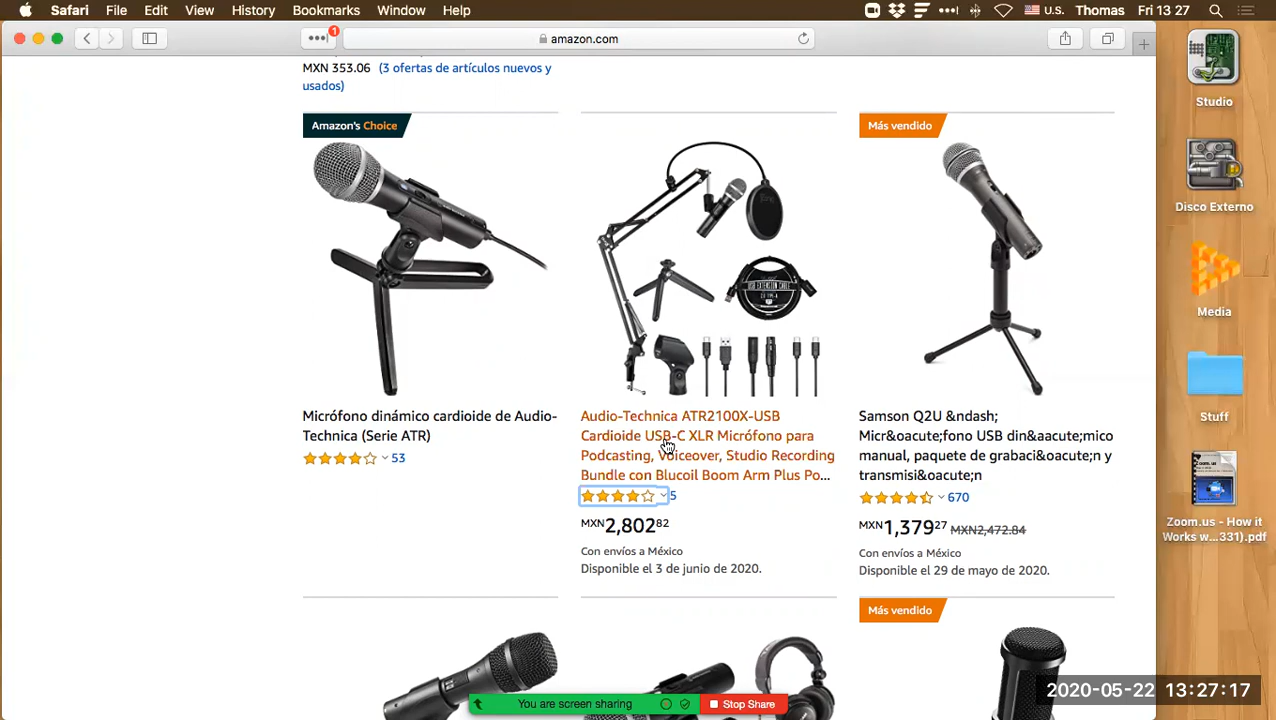 Safari File Edit View History Bookmarks Window Help U.S. Thomas Fri 13 27
1
amazon.com
MXN 353.06 (3 ofertas de artículos nuevos y
usados)
Amazon's Choice
Más vendido
Micrófono dinámico cardioide de Audio-
Technica (Serie ATR)
53
Audio-Technica ATR2100X-USB
Cardioide USB-C XLR Micrófono para
Podcasting, Voiceover, Studio Recording
Bundle con Blucoil Boom Arm Plus Po...
5
MXN2,80282
Con envíos a México
Disponible el 3 de junio de 2020.
Samson Q2U &ndash;
Micr&oacute;fono USB din&aacute;mico
manual, paquete de grabaci&oacute;n y
transmisi&oacute;n
670
MXN1,37927 MXN2,472.84
Con envíos a México
Disponible el 29 de mayo de 2020.
Más vendido
Studio
Disco Externo
Media
Stuff
Zoom.us - How it
Works w...331).pdf
You are screen sharing Stop Share
2020-05-22 13:27:17